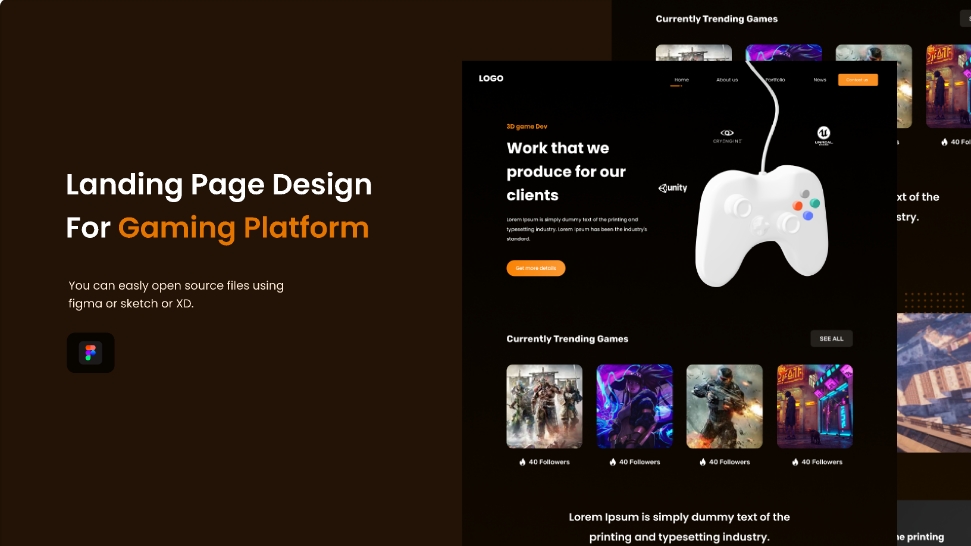 Landing Page Design
For Gaming Platform
You can easly open source files using
figma or sketch or XD.
Currently Trending Games
LOGO
Home
About us
Portfolio
News
Contact us
3D game Dev
Work that we
produce for our
clients
Lorem Ipsum is simply dummy text of the printing and
typesetting industry. Lorem Ipsum has been the industry's
standard.
Get more details
CRYENGINE
UNREAL
unity
Currently Trending Games
SEE ALL
40 Followers
40 Followers
40 Followers
40 Followers
Lorem Ipsum is simply dummy text of the
printing and typesetting industry.
40 Fol
xt of the
stry.
he printing